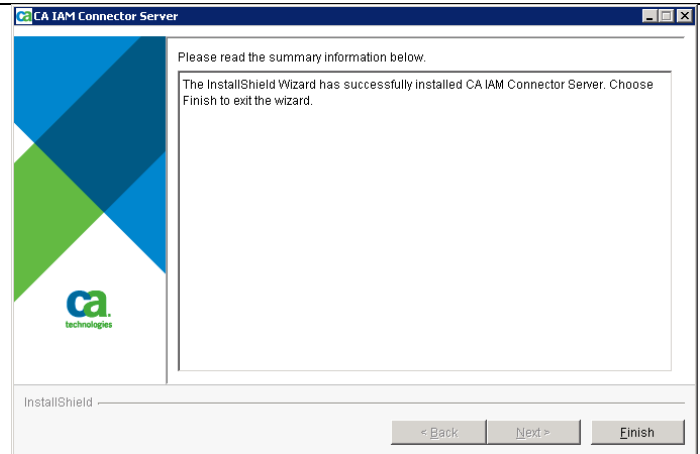 ca CA IAM Connector Server
Please read the summary information below.
The InstallShield Wizard has successfully installed CA IAM Connector Server. Choose
Finish to exit the wizard.
ca.
technologies
InstallShield
< Back
Next >
Finish